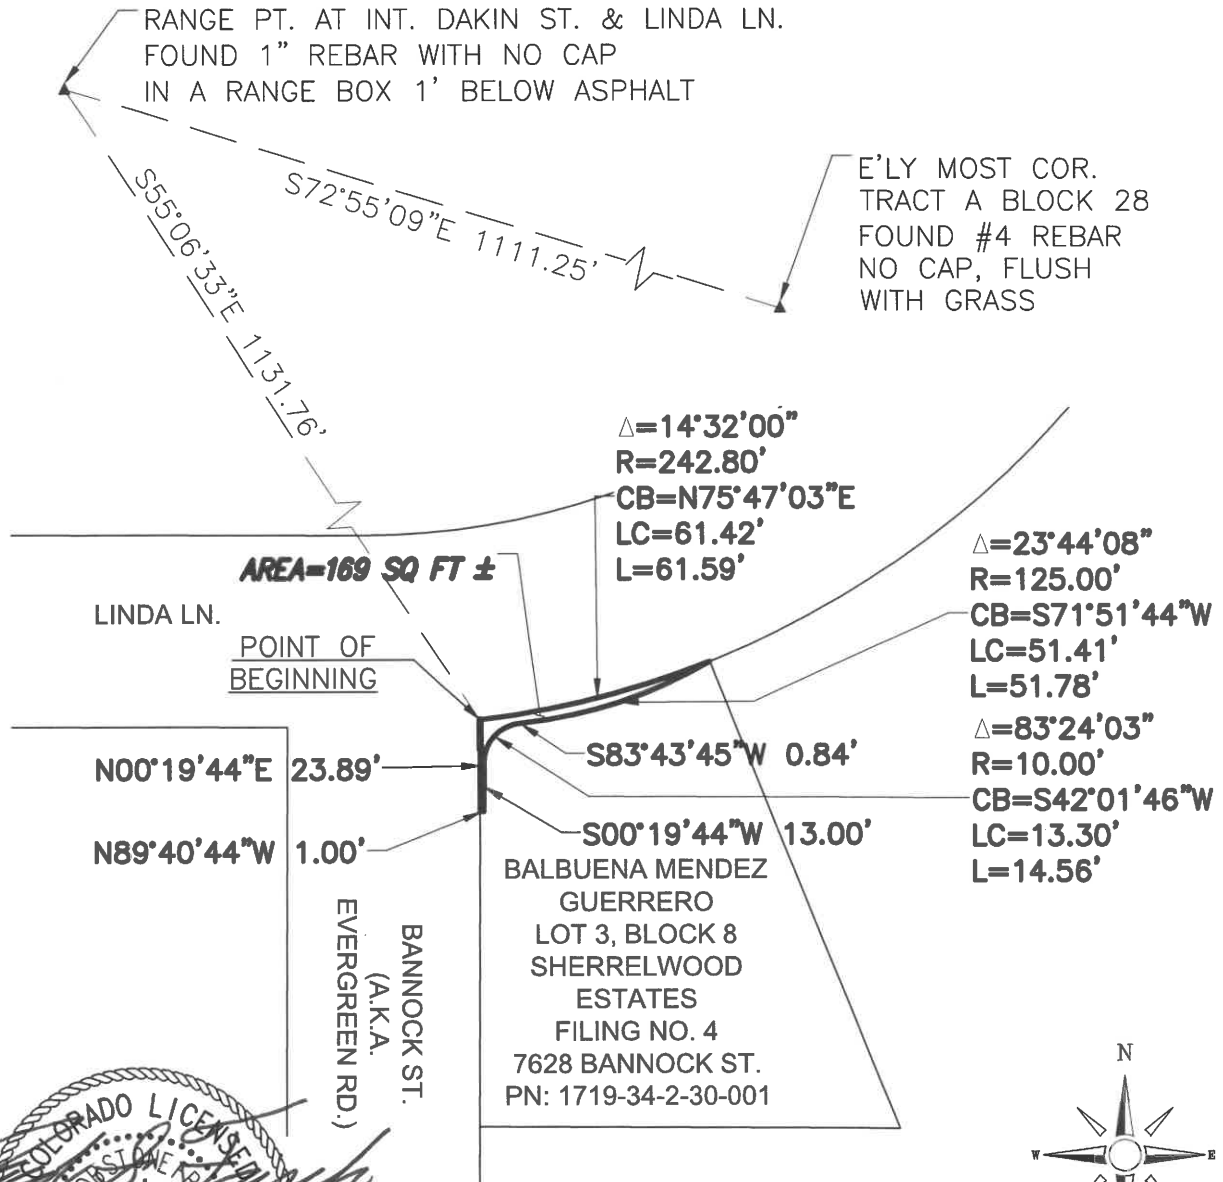 RANGE PT. AT INT. DAKIN ST. & LINDA LN.
FOUND 1" REBAR WITH NO CAP
IN A RANGE BOX 1' BELOW ASPHALT
E'LY MOST COR.
TRACT A BLOCK 28
FOUND #4 REBAR
NO CAP, FLUSH
WITH GRASS
S72°55'09"E 1111.25'
S55°06'33"E 1131.76'
△=14°32'00"
R=242.80'
CB=N75°47'03"E
LC=61.42'
L=61.59'
AREA=169 SQ FT ±
△=23°44'08"
R=125.00'
CB=S71°51'44"W
LC=51.41'
L=51.78'
LINDA LN.
POINT OF
BEGINNING
△=83°24'03"
R=10.00'
CB=S42°01'46"W
LC=13.30'
L=14.56'
N00°19'44"E 23.89'
S83°43'45"W 0.84'
N89°40'44"W 1.00'
S00°19'44"W 13.00'
BALBUENA MENDEZ
GUERRERO
LOT 3, BLOCK 8
SHERRELWOOD
ESTATES
FILING NO. 4
7628 BANNOCK ST.
PN: 1719-34-2-30-001
BANNOCK ST.
(A.K.A.
EVERGREEN RD.)
COLORADO LICENSED
N
W
E